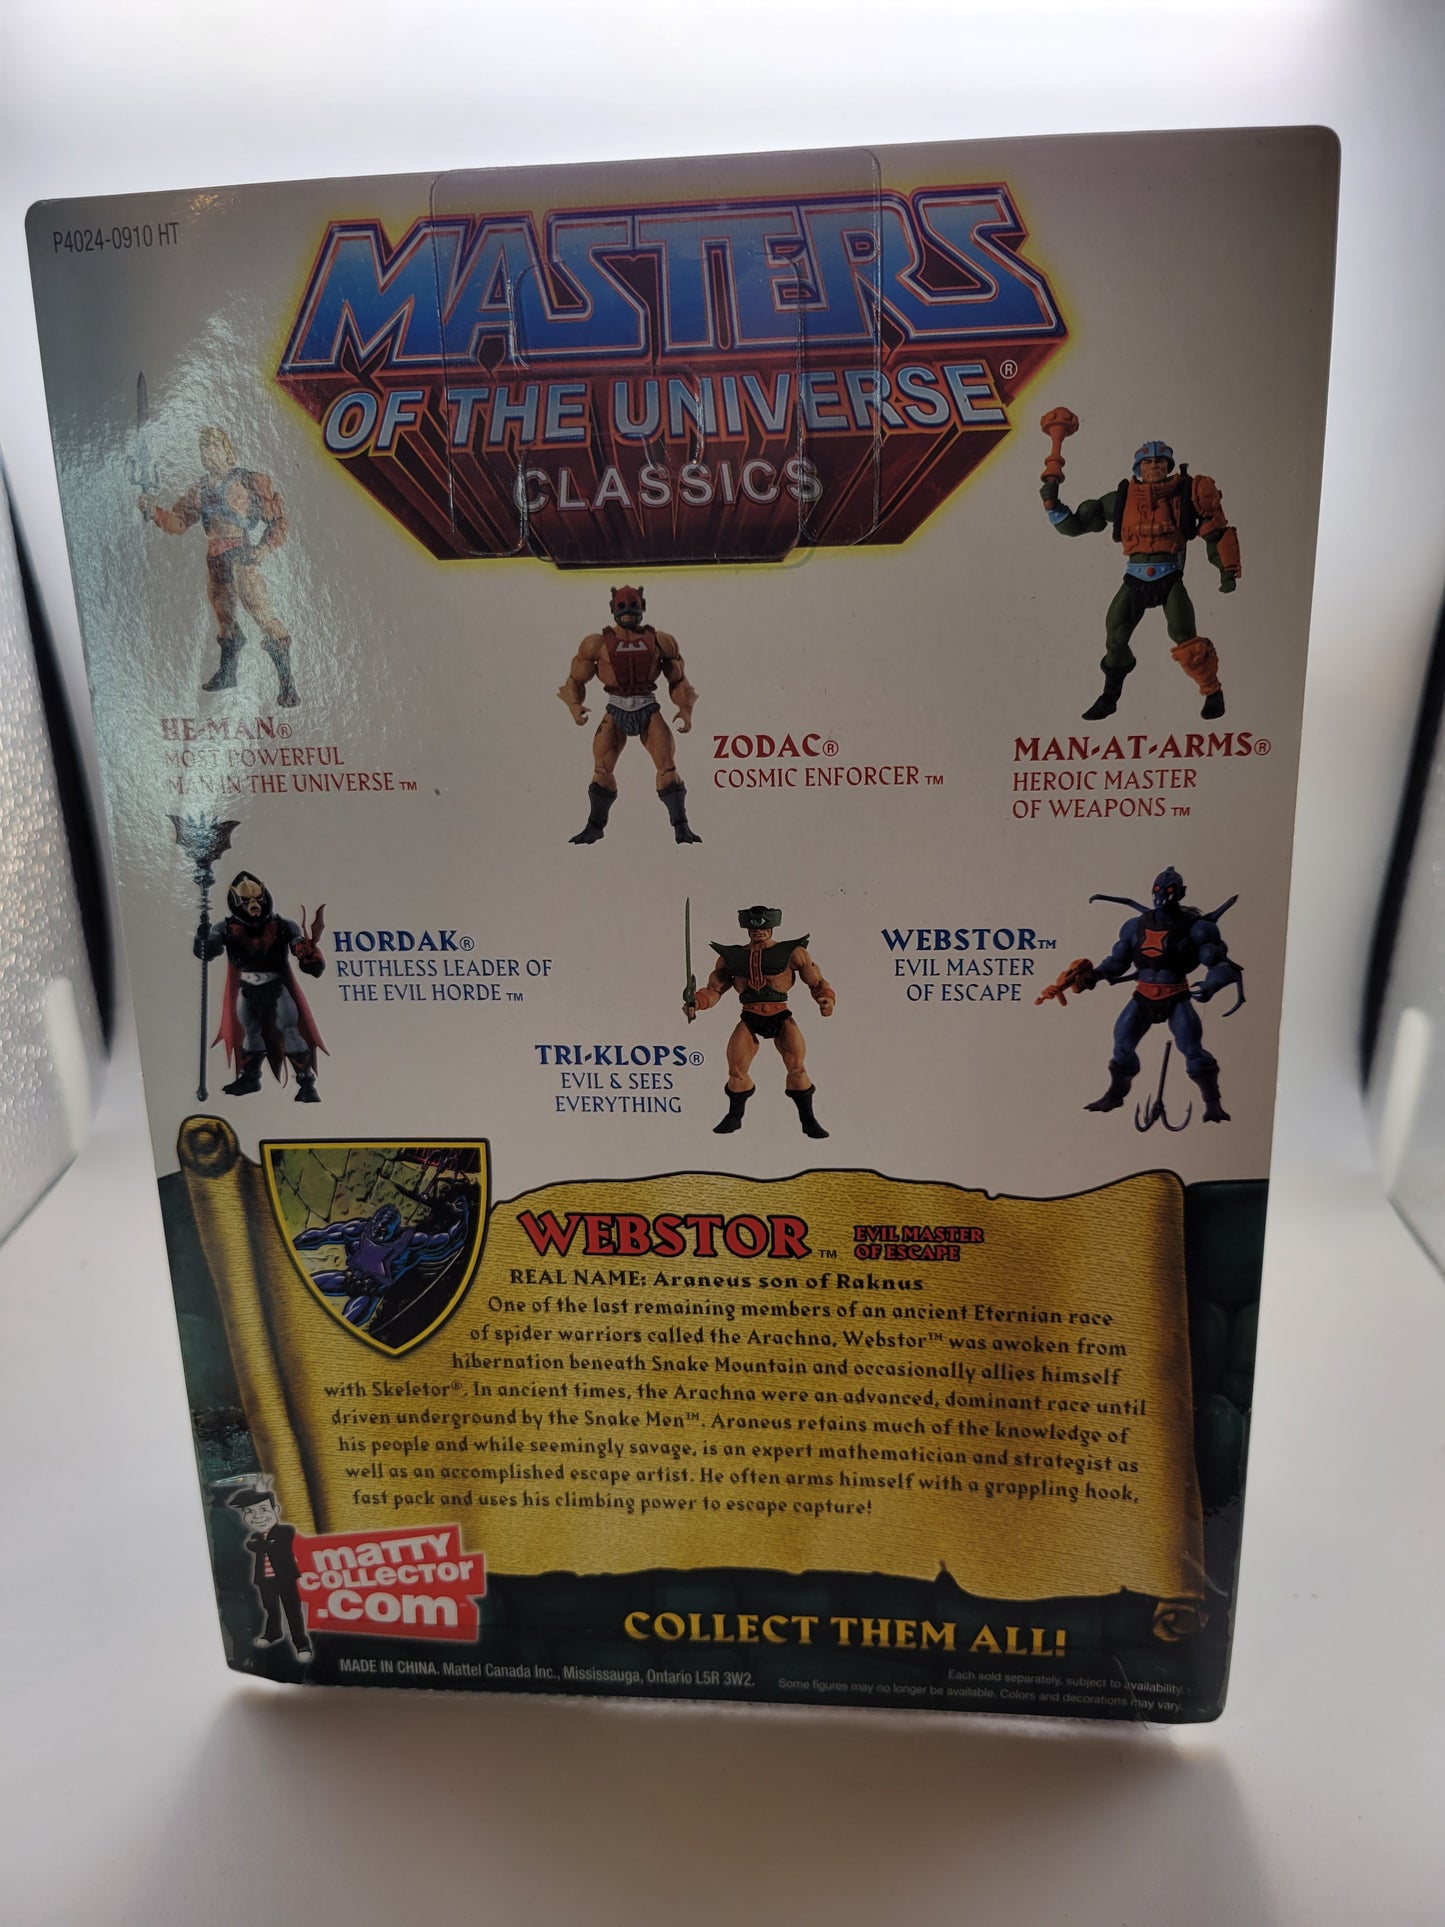 P4024-0910 HT
MASTERS
OF THE UNIVERSE®
CLASSICS
HE-MAN®
MOST POWERFUL
MAN IN THE UNIVERSE™
ZODAC®
COSMIC ENFORCER™
MAN-AT-ARMS®
HEROIC MASTER
OF WEAPONS™
HORDAK®
RUTHLESS LEADER OF
THE EVIL HORDE™
TRI-KLOPS®
EVIL & SEES
EVERYTHING
WEBSTOR™
EVIL MASTER
OF ESCAPE
WEBSTOR™
EVIL MASTER
OF ESCAPE
REAL NAME: Araneus son of Raknus
One of the last remaining members of an ancient Eternian race
of spider warriors called the Arachna, Webstor™ was awoken from
hibernation beneath Snake Mountain and occasionally allies himself
with Skeletor®. In ancient times, the Arachna were an advanced, dominant race until
driven underground by the Snake Men™. Araneus retains much of the knowledge of
his people and while seemingly savage, is an expert mathematician and strategist as
well as an accomplished escape artist. He often arms himself with a grappling hook,
fast pack and uses his climbing power to escape capture!
maTTY
COLLECTOR
.com
COLLECT THEM ALL!
MADE IN CHINA. Mattel Canada Inc., Mississauga, Ontario L5R 3W2.
Each sold separately, subject to availability.
Some figures may no longer be available. Colors and decorations may vary.